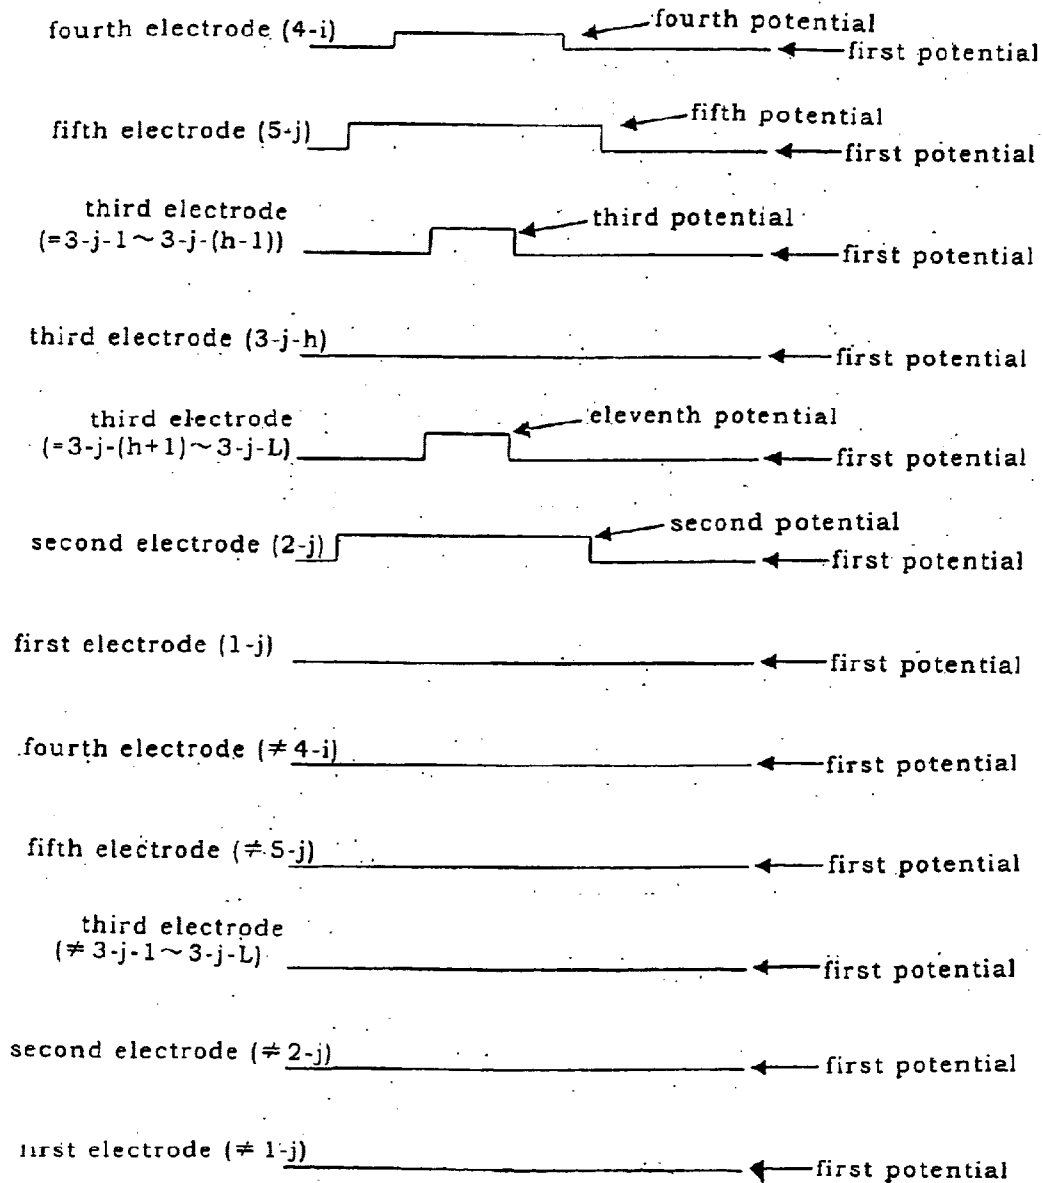 fourth electrode (4-i)
fourth potential
first potential
fifth electrode (5-j)
fifth potential
first potential
third electrode
(=3-j-1～3-j-(h-1))
third potential
first potential
third electrode (3-j-h)
first potential
third electrode
(=3-j-(h+1)～3-j-L)
eleventh potential
first potential
second electrode (2-j)
second potential
first potential
first electrode (1-j)
first potential
fourth electrode (≠4-i)
first potential
fifth electrode (≠5-j)
first potential
third electrode
(≠3-j-1～3-j-L)
first potential
second electrode (≠2-j)
first potential
first electrode (≠1-j)
first potential